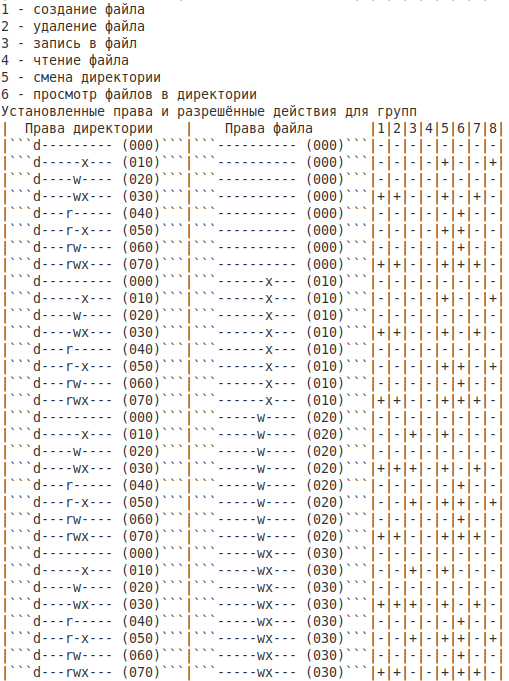 1 - создание файла
2 - удаление файла
3 - запись в файл
4 - чтение файла
5 - смена директории
6 - просмотр файлов в директории
Установленные права и разрешённые действия для групп
|  Права директории    |    Права файла       |1|2|3|4|5|6|7|8|
|```d--------- (000)```|```---------- (000)```|-|-|-|-|-|-|-|-|
|```d-----x--- (010)```|```---------- (000)```|-|-|-|-|+|-|-|+|
|```d----w---- (020)```|```---------- (000)```|-|-|-|-|-|-|-|-|
|```d----wx--- (030)```|```---------- (000)```|+|+|-|-|+|-|+|-|
|```d---r----- (040)```|```---------- (000)```|-|-|-|-|-|+|-|-|
|```d---r-x--- (050)```|```---------- (000)```|-|-|-|-|+|+|-|-|
|```d---rw---- (060)```|```---------- (000)```|-|-|-|-|-|+|-|-|
|```d---rwx--- (070)```|```---------- (000)```|+|+|-|-|+|+|+|-|
|```d--------- (000)```|```------x--- (010)```|-|-|-|-|-|-|-|-|
|```d-----x--- (010)```|```------x--- (010)```|-|-|-|-|+|-|-|+|
|```d----w---- (020)```|```------x--- (010)```|-|-|-|-|-|-|-|-|
|```d----wx--- (030)```|```------x--- (010)```|+|+|-|-|+|-|+|-|
|```d---r----- (040)```|```------x--- (010)```|-|-|-|-|-|-|-|-|
|```d---r-x--- (050)```|```------x--- (010)```|-|-|-|-|+|+|-|+|
|```d---rw---- (060)```|```------x--- (010)```|-|-|-|-|-|+|-|-|
|```d---rwx--- (070)```|```------x--- (010)```|+|+|-|-|+|+|+|-|
|```d--------- (000)```|```-----w---- (020)```|-|-|-|-|-|-|-|-|
|```d-----x--- (010)```|```-----w---- (020)```|-|-|+|-|+|-|-|-|
|```d----w---- (020)```|```-----w---- (020)```|-|-|-|-|-|-|-|-|
|```d----wx--- (030)```|```-----w---- (020)```|+|+|+|-|+|-|+|-|
|```d---r----- (040)```|```-----w---- (020)```|-|-|-|-|-|+|-|-|
|```d---r-x--- (050)```|```-----w---- (020)```|-|-|+|-|+|+|-|+|
|```d---rw---- (060)```|```-----w---- (020)```|-|-|-|-|-|+|-|-|
|```d---rwx--- (070)```|```-----w---- (020)```|+|+|-|-|+|+|+|-|
|```d--------- (000)```|```-----wx--- (030)```|-|-|-|-|-|-|-|-|
|```d-----x--- (010)```|```-----wx--- (030)```|-|-|+|-|+|-|-|-|
|```d----w---- (020)```|```-----wx--- (030)```|-|-|-|-|-|-|-|-|
|```d----wx--- (030)```|```-----wx--- (030)```|+|+|+|-|+|-|+|-|
|```d---r----- (040)```|```-----wx--- (030)```|-|-|-|-|-|+|-|-|
|```d---r-x--- (050)```|```-----wx--- (030)```|-|-|+|-|+|+|-|+|
|```d---rw---- (060)```|```-----wx--- (030)```|-|-|-|-|-|+|-|-|
|```d---rwx--- (070)```|```-----wx--- (030)```|+|+|-|-|+|+|+|-|